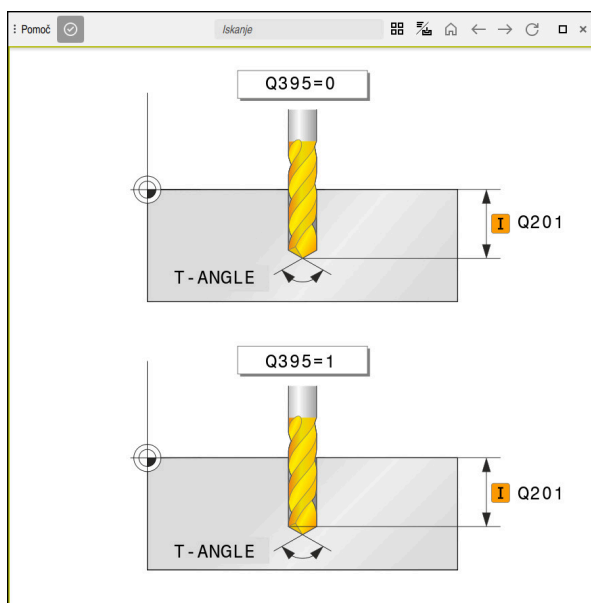 Pomoč
Iskanje
Q395=0
I Q201
T-ANGLE
Q395=1
I Q201
T-ANGLE